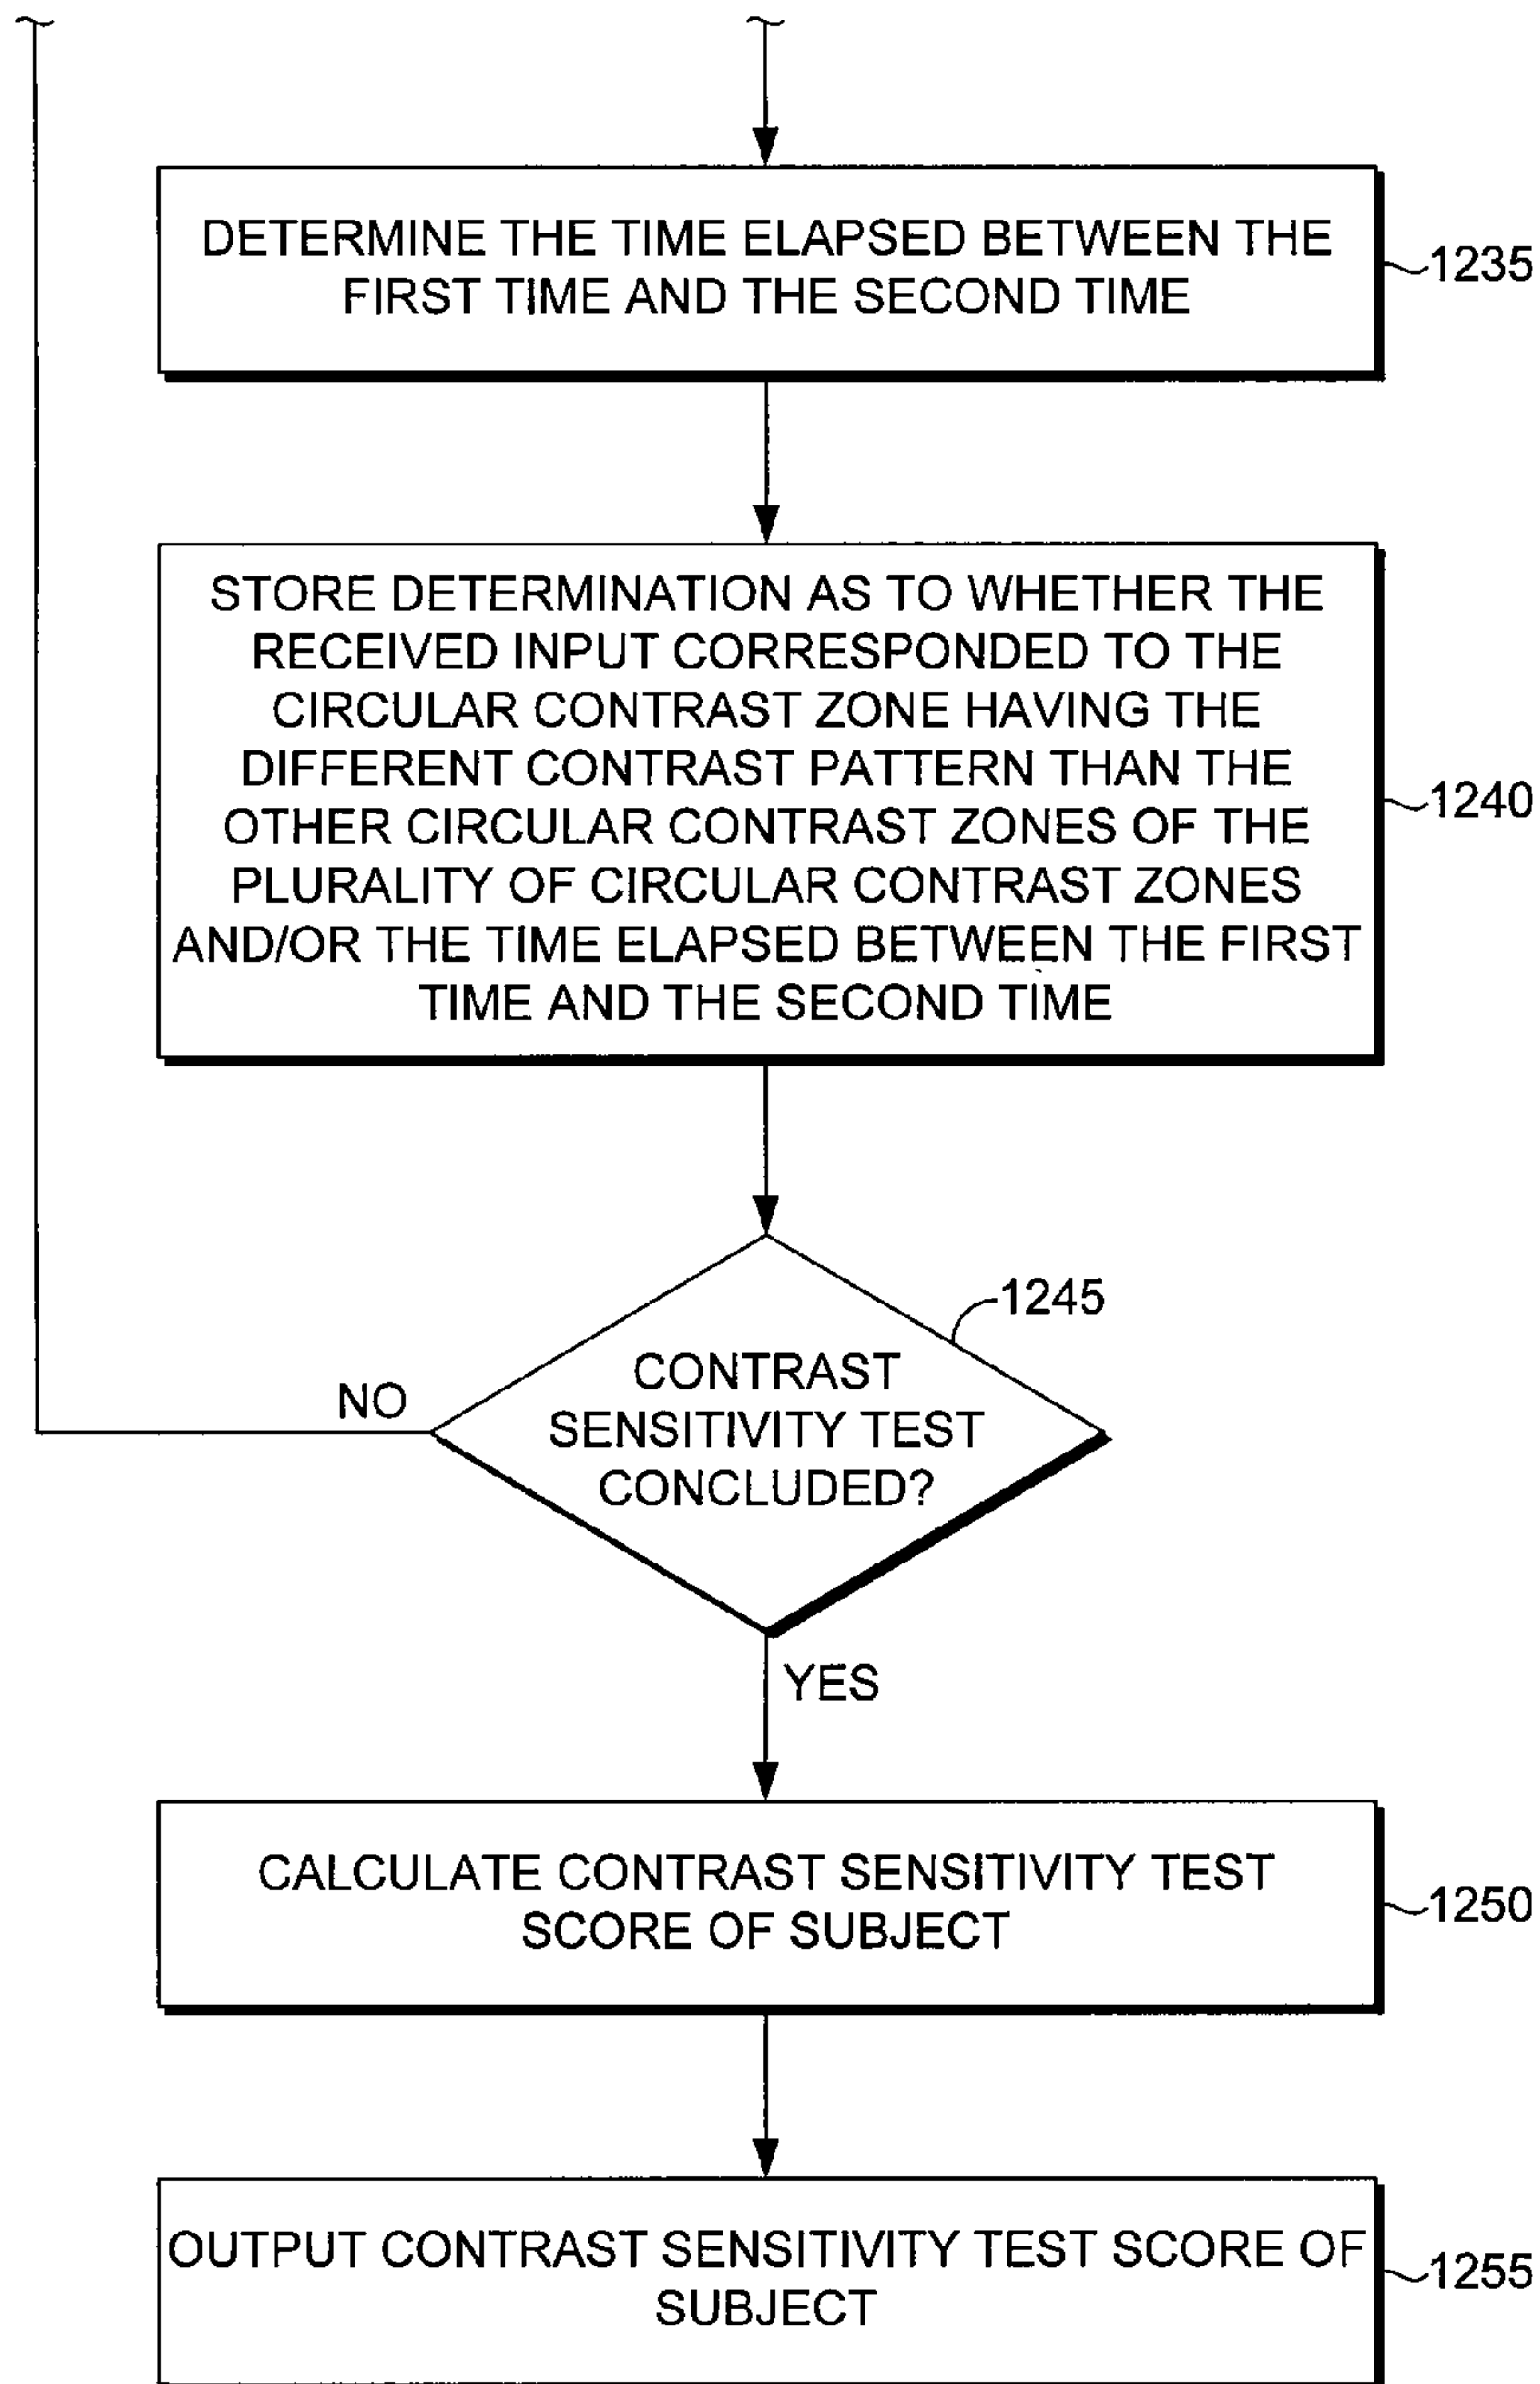 DETERMINE THE TIME ELAPSED BETWEEN THE
FIRST TIME AND THE SECOND TIME
1235
STORE DETERMINATION AS TO WHETHER THE
RECEIVED INPUT CORRESPONDED TO THE
CIRCULAR CONTRAST ZONE HAVING THE
DIFFERENT CONTRAST PATTERN THAN THE
OTHER CIRCULAR CONTRAST ZONES OF THE
PLURALITY OF CIRCULAR CONTRAST ZONES
AND/OR THE TIME ELAPSED BETWEEN THE FIRST
TIME AND THE SECOND TIME
1240
1245
CONTRAST
SENSITIVITY TEST
CONCLUDED?
NO
YES
CALCULATE CONTRAST SENSITIVITY TEST
SCORE OF SUBJECT
1250
OUTPUT CONTRAST SENSITIVITY TEST SCORE OF
SUBJECT
1255